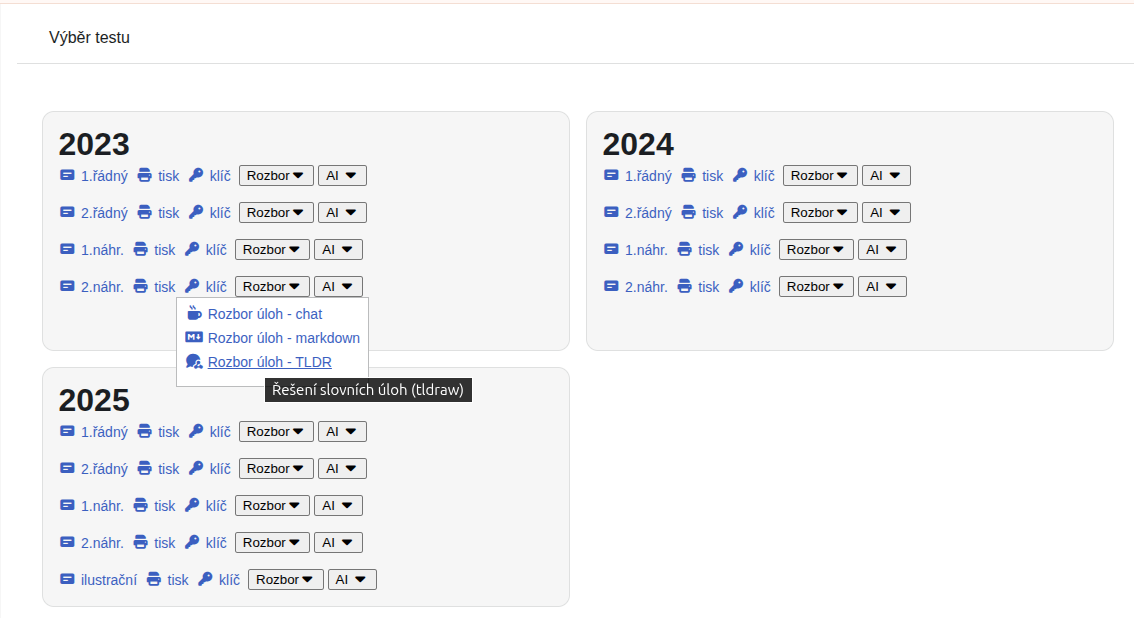 Výběr testu
2023
1.řádný tisk klíč Rozbor AI
2.řádný tisk klíč Rozbor AI
1.náhr. tisk klíč Rozbor AI
2.náhr. tisk klíč Rozbor AI
Rozbor úloh - chat
M Rozbor úloh - markdown
Rozbor úloh - TLDR
Řešení slovních úloh (tldraw)
2024
1.řádný tisk klíč Rozbor AI
2.řádný tisk klíč Rozbor AI
1.náhr. tisk klíč Rozbor AI
2.náhr. tisk klíč Rozbor AI
2025
1.řádný tisk klíč Rozbor AI
2.řádný tisk klíč Rozbor AI
1.náhr. tisk klíč Rozbor AI
2.náhr. tisk klíč Rozbor AI
ilustrační tisk klíč Rozbor AI